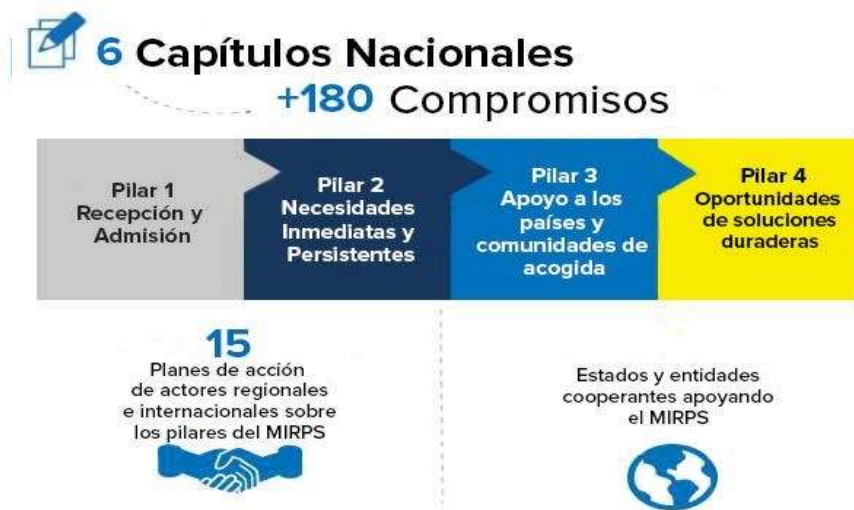 6 Capítulos Nacionales
+180 Compromisos
Pilar 1
Recepción y
Admisión
Pilar 2
Necesidades
Inmediatas y
Persistentes
Pilar 3
Apoyo a los
países y
comunidades de
acogida
Pilar 4
Oportunidades
de soluciones
duraderas
15
Planes de acción
de actores regionales
e internacionales sobre
los pilares del MIRPS
Estados y entidades
cooperantes apoyando
el MIRPS